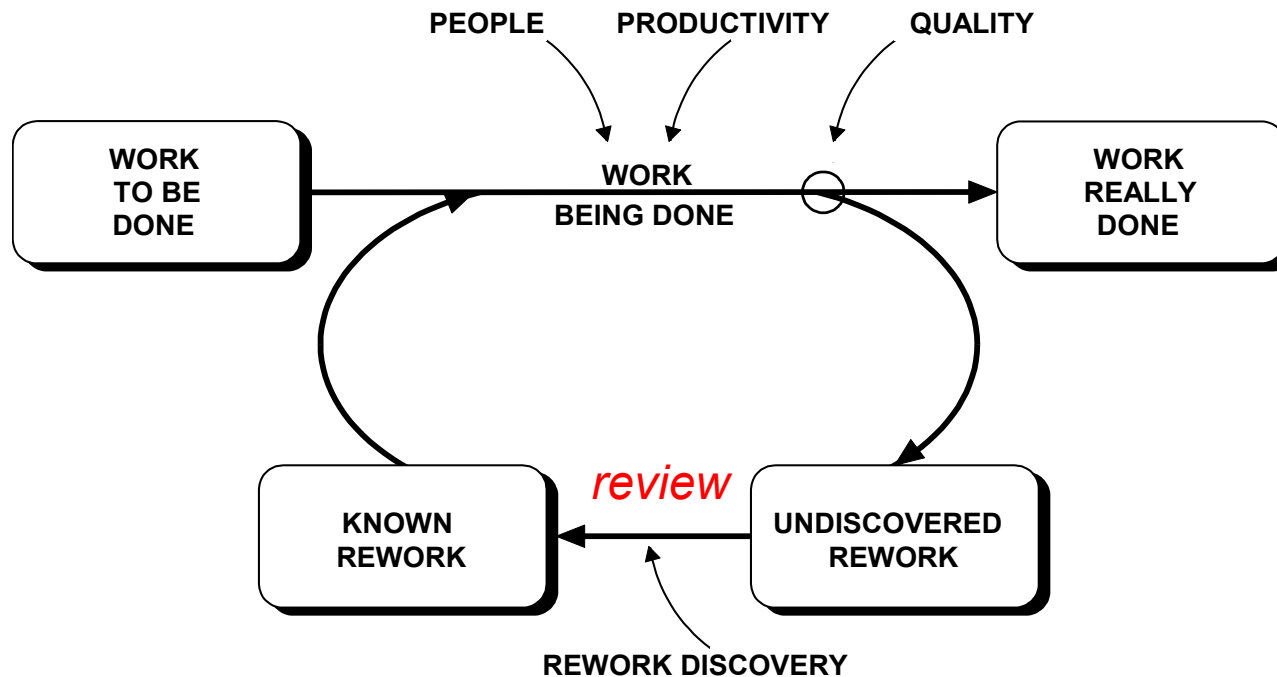 PEOPLE
PRODUCTIVITY
QUALITY
WORK
TO BE
DONE
WORK
BEING DONE
WORK
REALLY
DONE
review
KNOWN
REWORK
UNDISCOVERED
REWORK
REWORK DISCOVERY